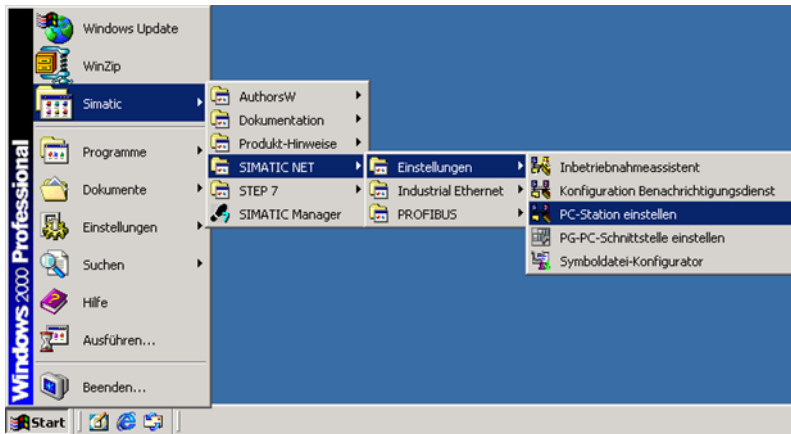 Windows Update
WinZip
Simatic
Programme
Dokumente
Einstellungen
Suchen
Hilfe
Ausführen...
Beenden...
Windows 2000 Professional
AuthorsW
Dokumentation
Produkt-Hinweise
SIMATIC NET
STEP 7
SIMATIC Manager
Einstellungen
Industrial Ethernet
PROFIBUS
Inbetriebnahmeassistent
Konfiguration Benachrichtigungsdienst
PC-Station einstellen
PG-PC-Schnittstelle einstellen
Symboldatei-Konfigurator
Start